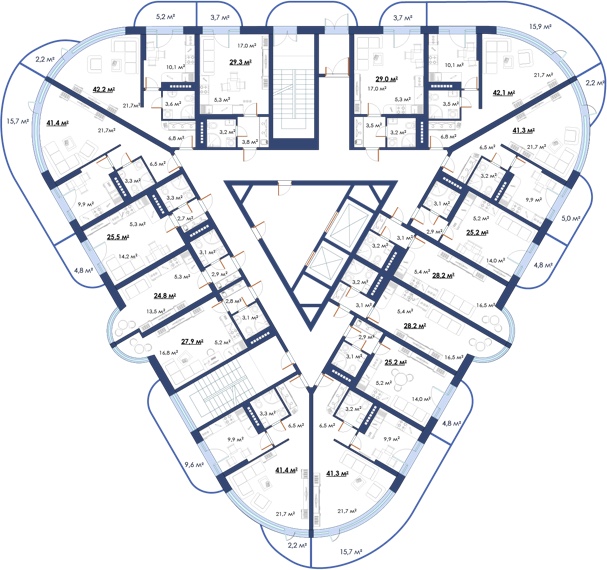 5,2 м²
3,7 м²
3,7 м²
15,9 м²
2,2 м²
10,1 м²
17,0 м²
29.3 м²
29.0 м²
17,0 м²
10,1 м²
21,7 м²
2,2 м²
42.2 м²
21,7 м²
3,6 м²
5,3 м²
5,3 м²
3,5 м²
42.1 м²
15,7 м²
41.4 м²
21,7 м²
6,8 м²
3,2 м²
3,8 м²
3,5 м²
3,2 м²
6,8 м²
41.3 м²
21,7 м²
6,5 м²
6,5 м²
3,3 м²
3,2 м²
9,9 м²
3,3 м²
9,9 м²
3,1 м²
2,7 м²
5,3 м²
5,2 м²
5,0 м²
25.5 м²
2,9 м²
25.2 м²
3,1 м²
3,2 м²
3,1 м²
14,2 м²
14,0 м²
4,8 м²
4,8 м²
5,3 м²
2,9 м²
5,4 м²
28.2 м²
3,2 м²
24.8 м²
2,8 м²
13,5 м²
3,1 м²
3,1 м²
5,4 м²
16,5 м²
28.2 м²
27.9 м²
5,2 м²
2,9 м²
16,8 м²
3,1 м²
16,5 м²
25.2 м²
5,2 м²
14,0 м²
3,3 м²
3,2 м²
4,8 м²
6,5 м²
6,5 м²
9,9 м²
9,9 м²
9,6 м²
41.4 м²
41.3 м²
21,7 м²
21,7 м²
2,2 м²
15,7 м²